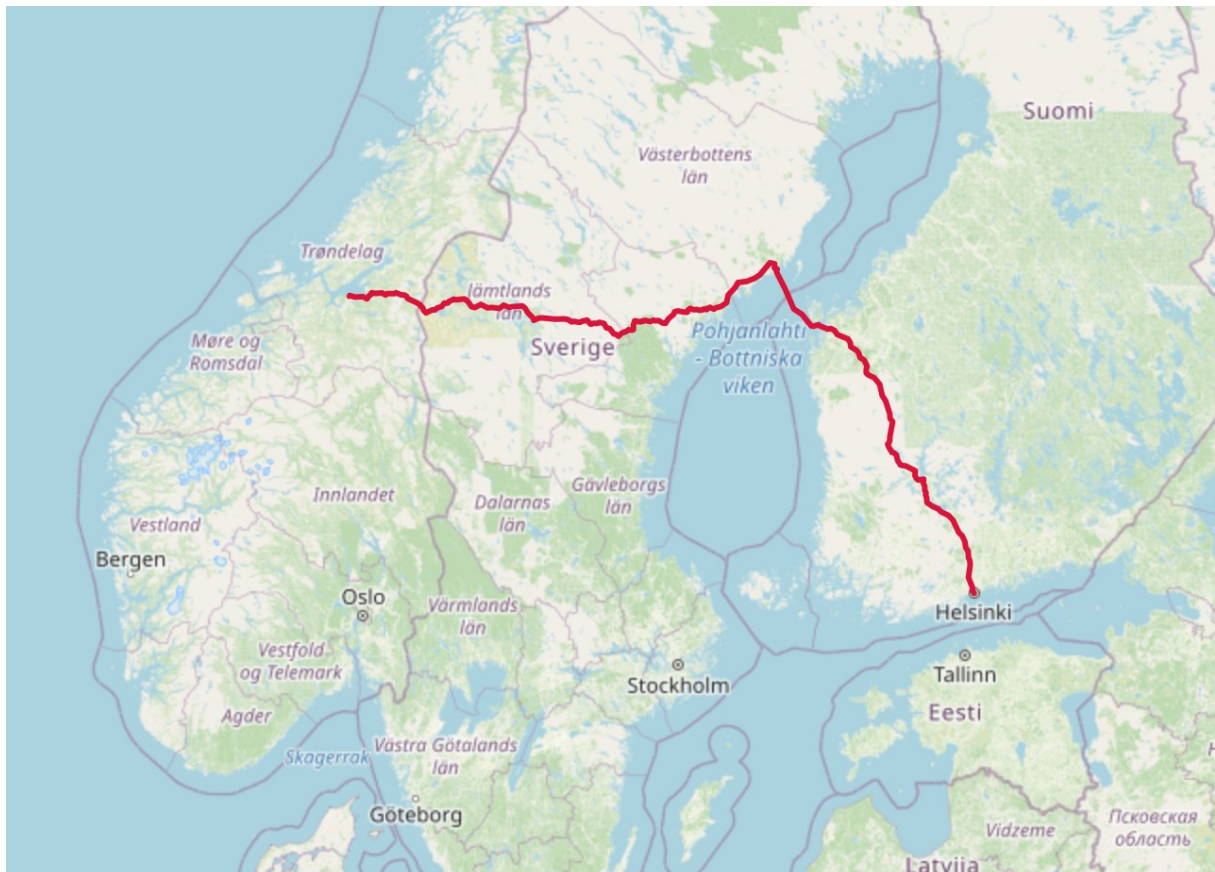 Suomi
Västerbottens
län
Trøndelag
Jämtlands
län
Pohjanlahti
- Bottniska
viken
Møre og
Romsdal
Sverige
Innlandet
Gävleborgs
län
Dalarnas
län
Vestland
Bergen
Oslo
Helsinki
Värmlands
län
Vestfold
og Telemark
Stockholm
Tallinn
Eesti
Agder
Skagerrak
Västra Götalands
län
Göteborg
Vidzeme
Псковская
область
Latvija